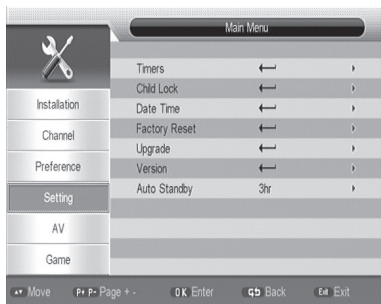 Main Menu
Installation
Channel
Preference
Setting
AV
Game
Timers
Child Lock
Date Time
Factory Reset
Upgrade
Version
Auto Standby 3hr
Move P+ P- Page + - OK Enter Back Exit Exit